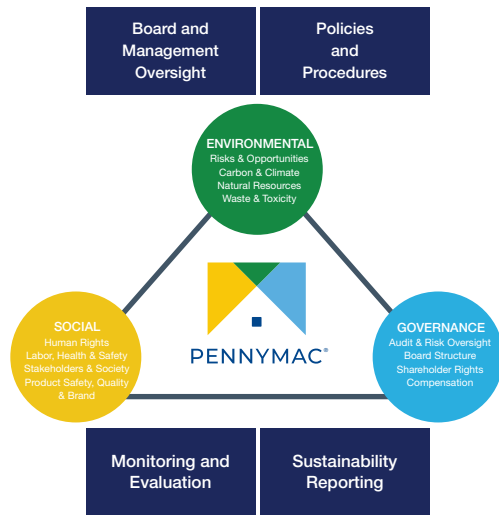 Board and
Management
Oversight
Policies
and
Procedures
ENVIRONMENTAL
Risks & Opportunities
Carbon & Climate
Natural Resources
Waste & Toxicity
SOCIAL
Human Rights
Labor, Health & Safety
Stakeholders & Society
Product Safety, Quality
& Brand
PENNYMAC®
GOVERNANCE
Audit & Risk Oversight
Board Structure
Shareholder Rights
Compensation
Monitoring and
Evaluation
Sustainability
Reporting